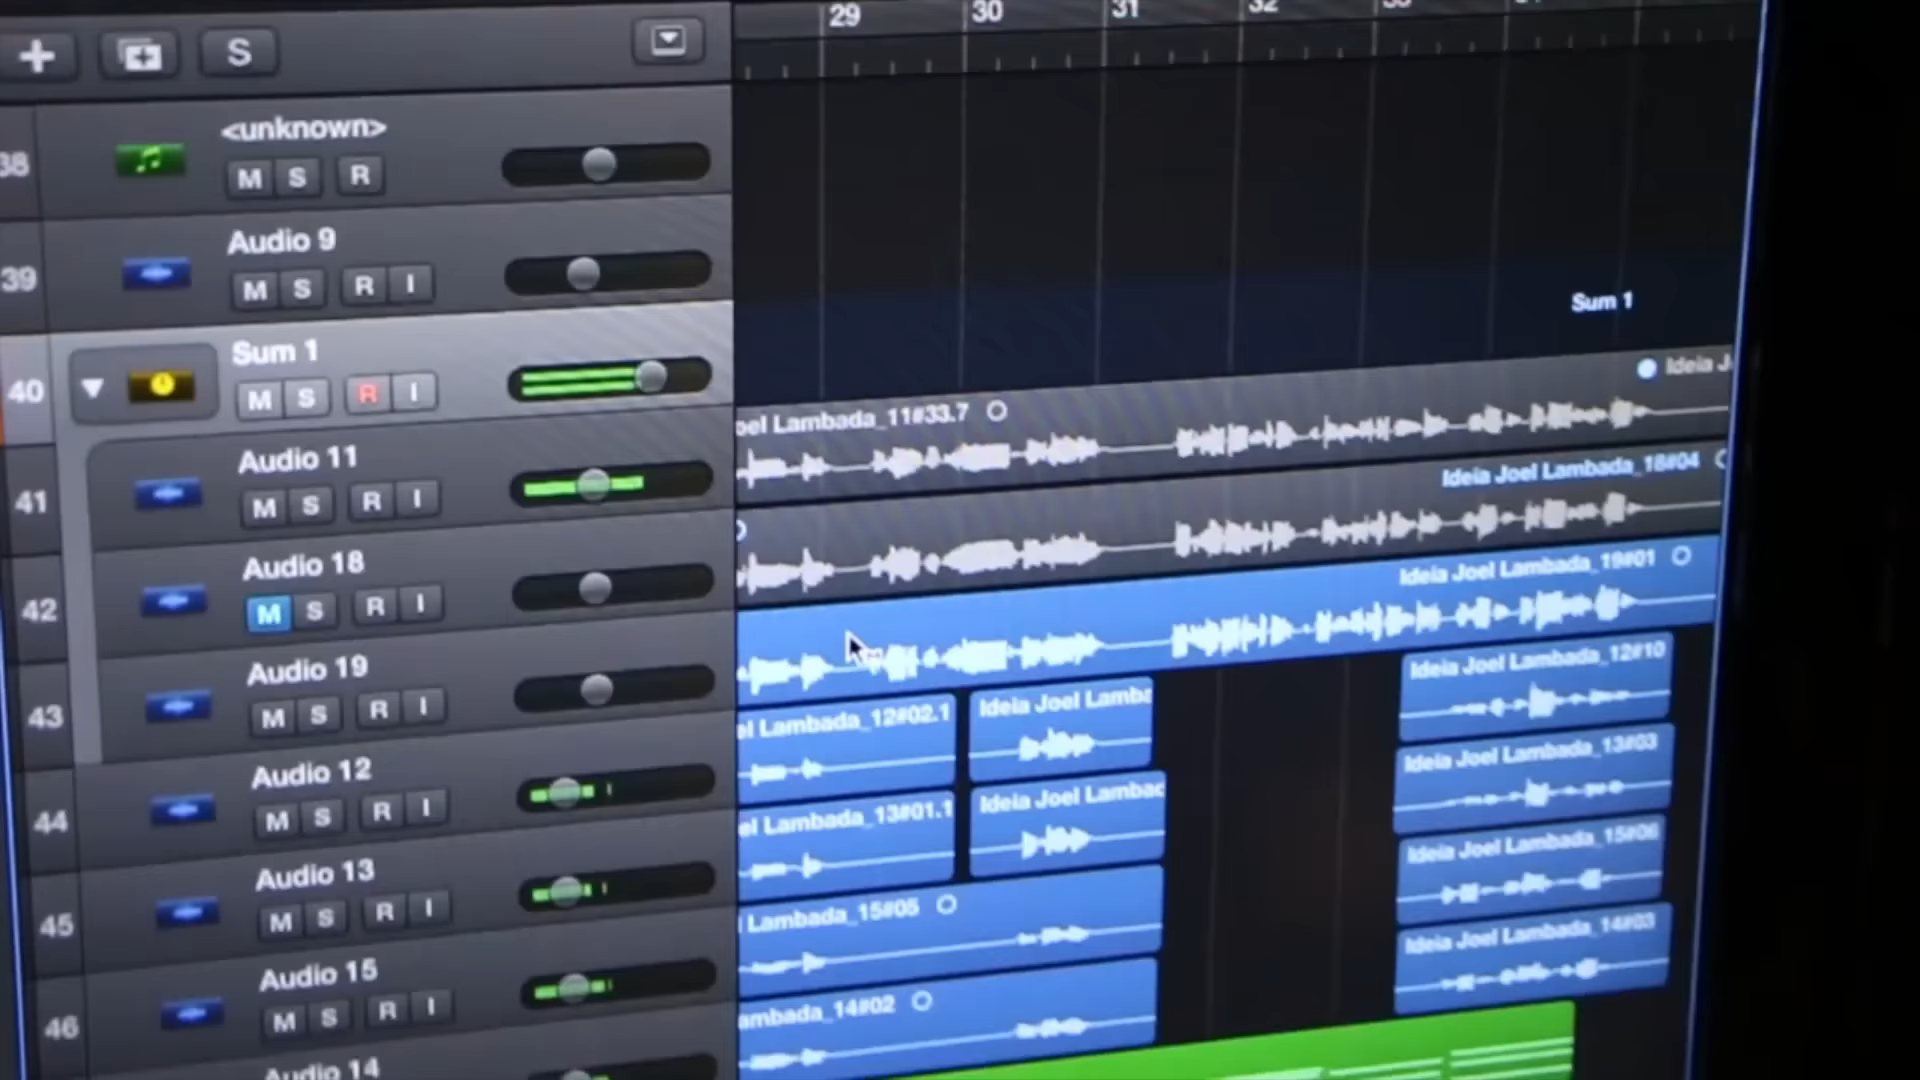 29 30 31 32
S
38 <unknown>
M S R
39 Audio 9
M S R I
40 Sum 1
M S R I
41 Audio 11
M S R I
42 Audio 18
M S R I
43 Audio 19
M S R I
44 Audio 12
M S R I
45 Audio 13
M S R I
46 Audio 15
M S R I
Audio 14
Sum 1
oel Lambada_11#33.7
Ideia J
Ideia Joel Lambada_18#04
Ideia Joel Lambada_19#01
el Lambada_12#02.1
Ideia Joel Lamba
Ideia Joel Lambada_12#10
el Lambada_13#01.1
Ideia Joel Lambad
Ideia Joel Lambada_13#03
l Lambada_15#05
Ideia Joel Lambada_15#06
ambada_14#02
Ideia Joel Lambada_14#03